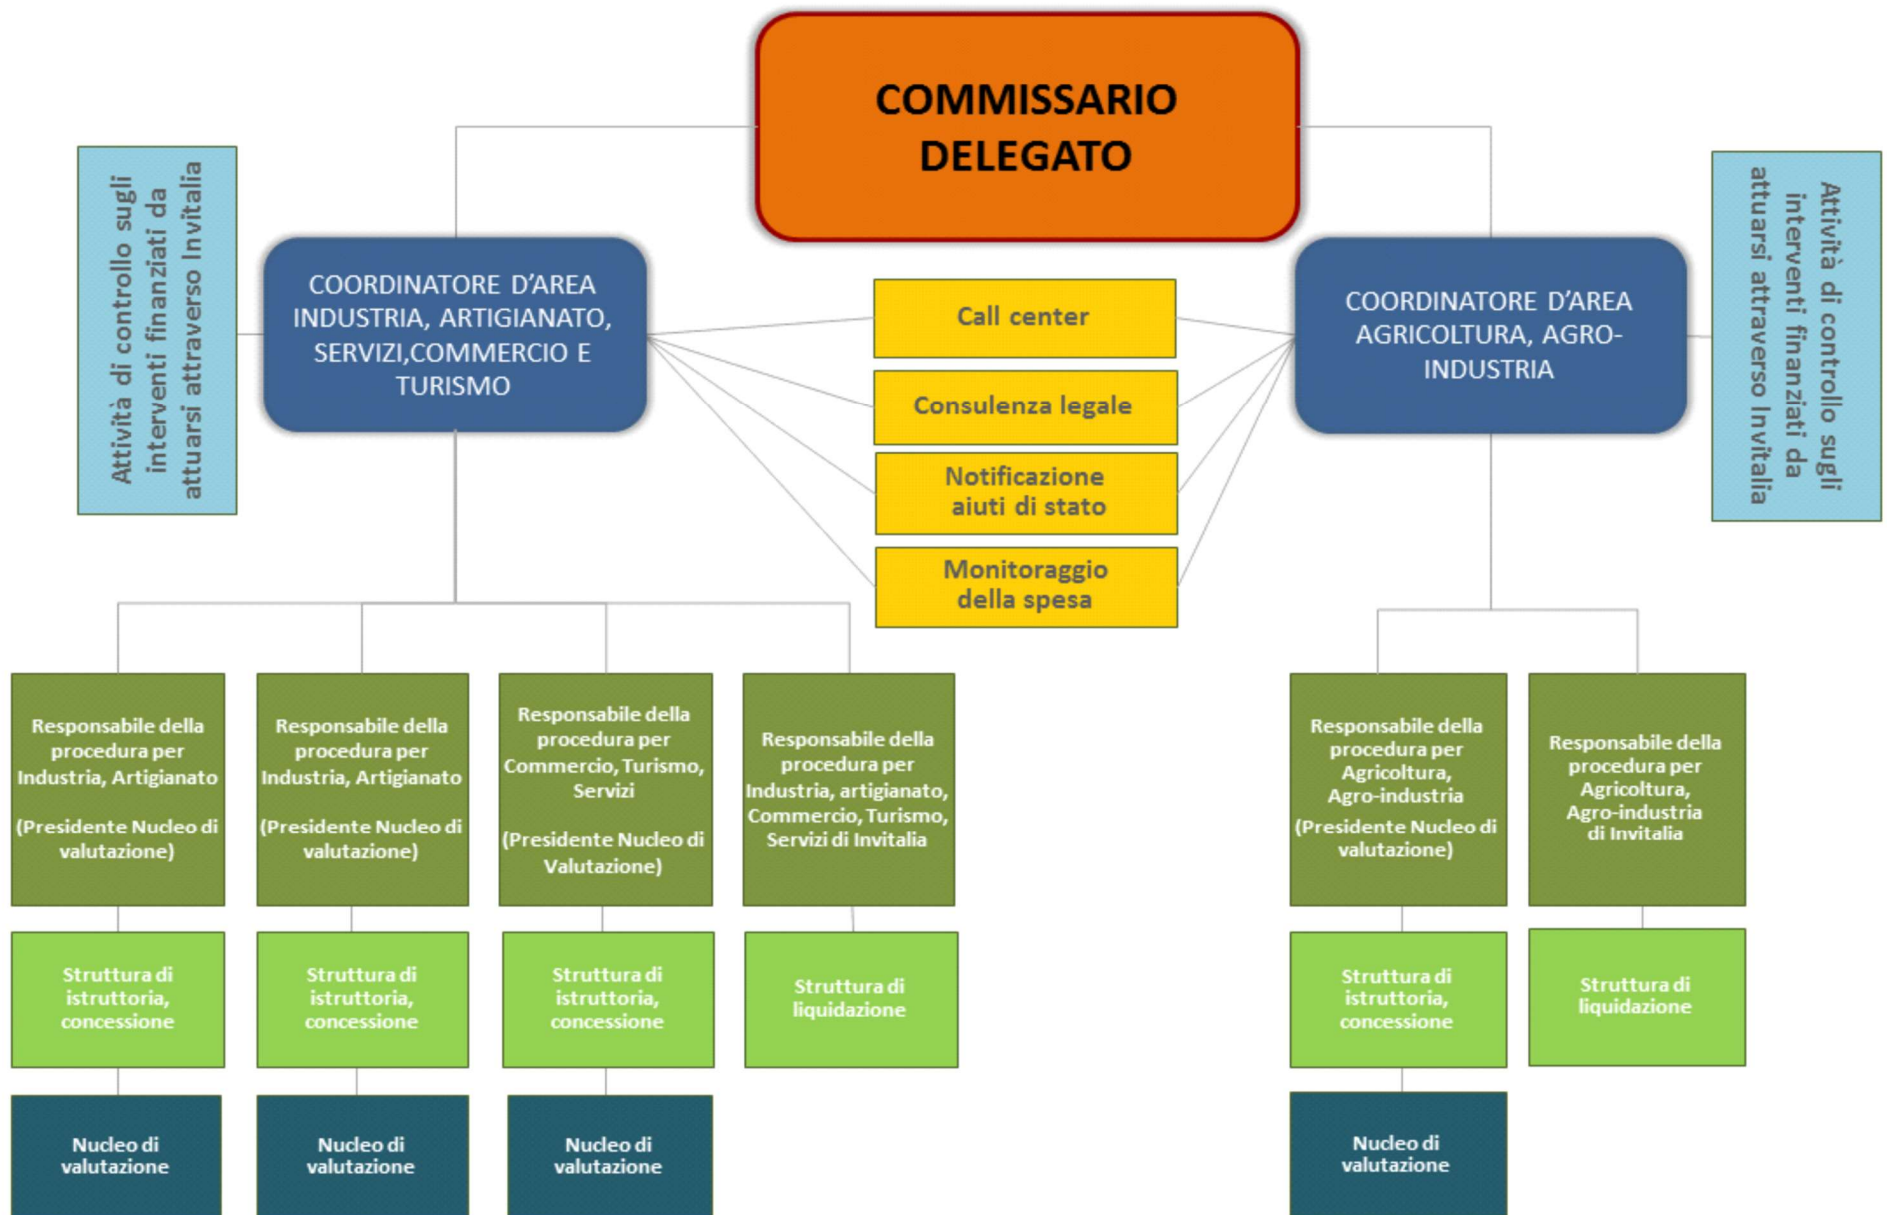 COMMISSARIO
DELEGATO
Attività di controllo sugli
interventi finanziati da
attuarsi attraverso Invitalia
COORDINATORE D'AREA
INDUSTRIA, ARTIGIANATO,
SERVIZI,COMMERCIO E
TURISMO
Call center
Consulenza legale
Notificazione
aiuti di stato
Monitoraggio
della spesa
COORDINATORE D'AREA
AGRICOLTURA, AGRO-
INDUSTRIA
Attività di controllo sugli
interventi finanziati da
attuarsi attraverso Invitalia
Responsabile della
procedura per
Industria, Artigianato
(Presidente Nucleo di
valutazione)
Responsabile della
procedura per
Industria, Artigianato
(Presidente Nucleo di
valutazione)
Responsabile della
procedura per
Commercio, Turismo,
Servizi
(Presidente Nucleo di
Valutazione)
Responsabile della
procedura per
Industria, artigianato,
Commercio, Turismo,
Servizi di Invitalia
Responsabile della
procedura per
Agricoltura,
Agro-industria
(Presidente Nucleo di
valutazione)
Responsabile della
procedura per
Agricoltura,
Agro-industria
di Invitalia
Struttura di
istruttoria,
concessione
Struttura di
istruttoria,
concessione
Struttura di
istruttoria,
concessione
Struttura di
liquidazione
Struttura di
istruttoria,
concessione
Struttura di
liquidazione
Nucleo di
valutazione
Nucleo di
valutazione
Nucleo di
valutazione
Nucleo di
valutazione